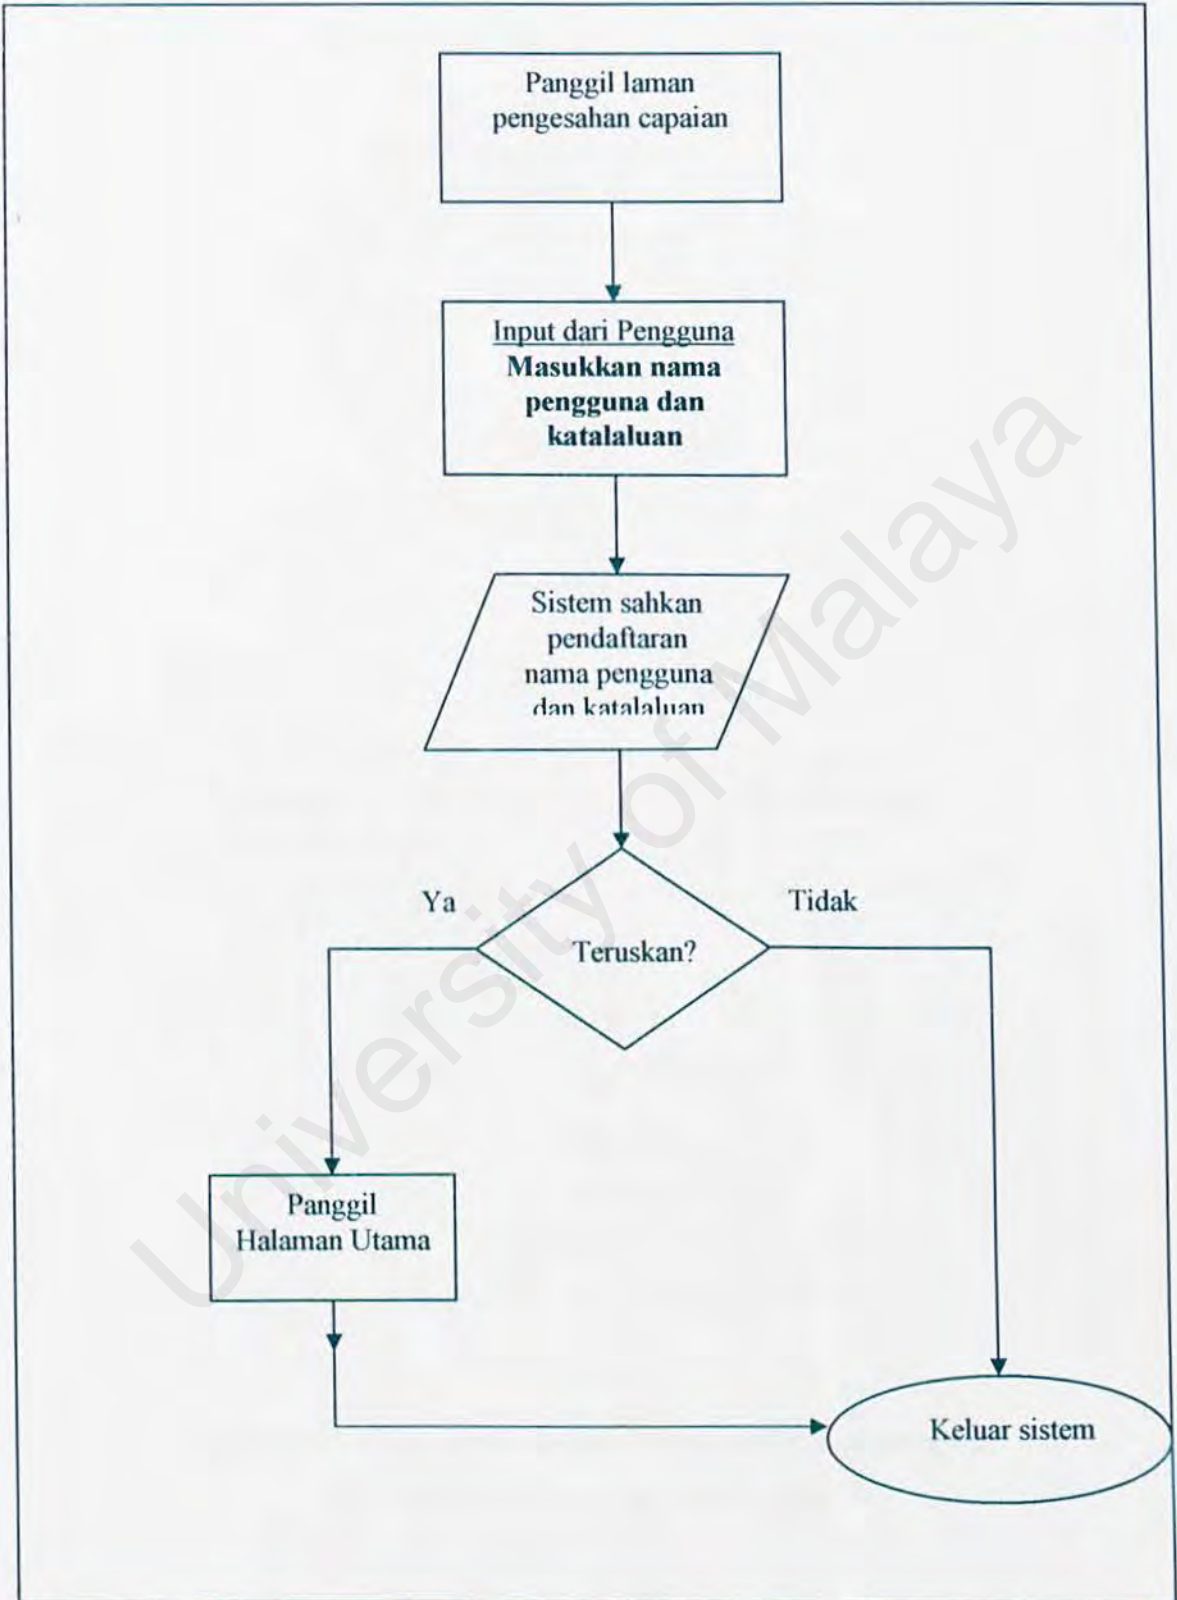 Panggil laman
pengesahan capaian
Input dari Pengguna
Masukkan nama
pengguna dan
katalaluan
Sistem sahkan
pendaftaran
nama pengguna
dan katalaluan
Ya
Tidak
Teruskan?
Panggil
Halaman Utama
Keluar sistem
University of Malaya